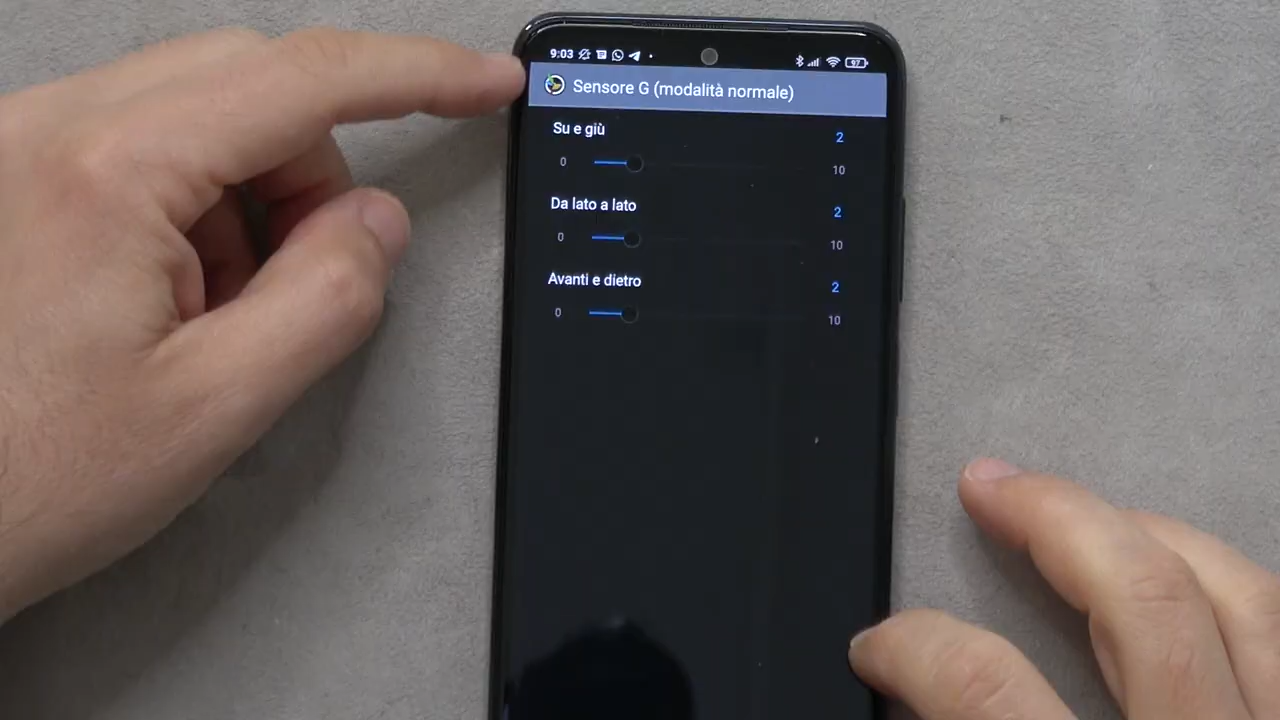 9:03 97
Sensore G (modalità normale)
Su e giù 2
0 10
Da lato a lato 2
0 10
Avanti e dietro 2
0 10